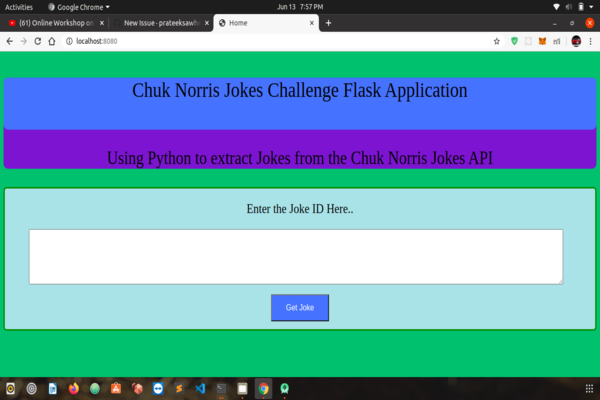 Activities
Google Chrome
Jun 13 7:57 PM
(61) Online Workshop on
New Issue · prateeksawh
Home
localhost:8080
Chuk Norris Jokes Challenge Flask Application
Using Python to extract Jokes from the Chuk Norris Jokes API
Enter the Joke ID Here..
Get Joke